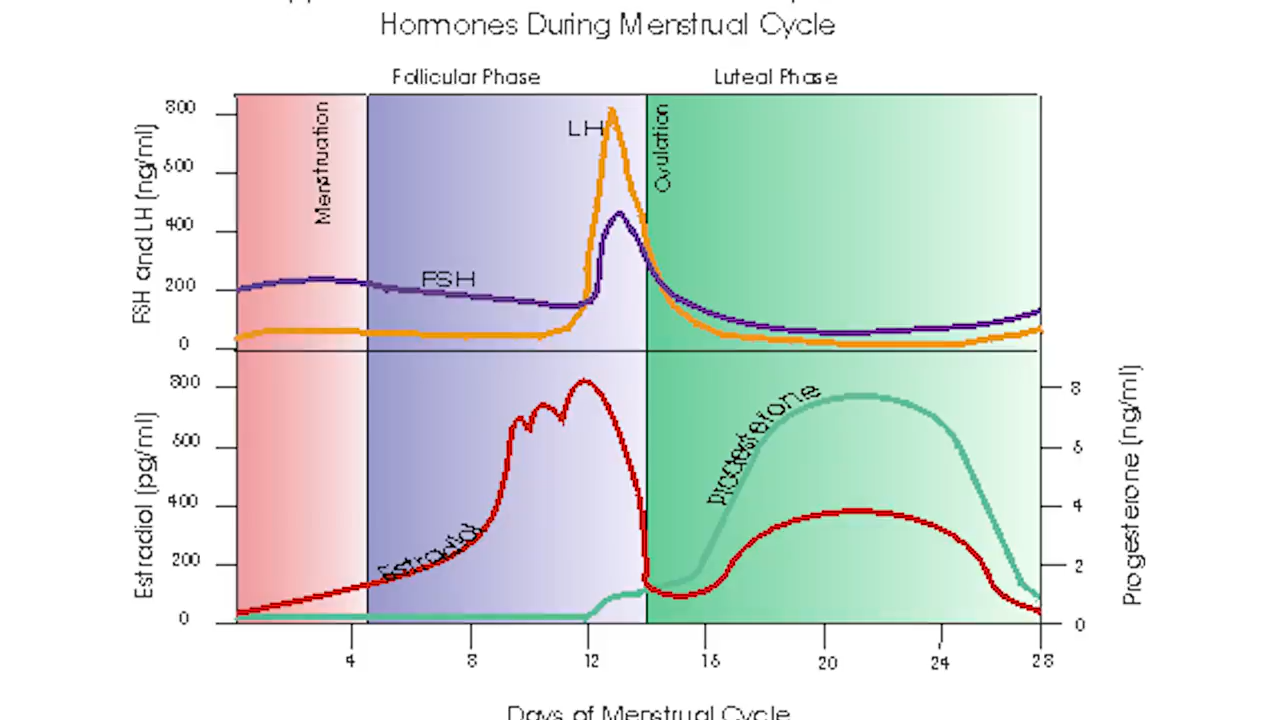 Hormones During Menstrual Cycle
Follicular Phase
Luteal Phase
FSH and LH (ng/ml)
800
600
400
200
0
Menstruation
LH
FSH
Ovulation
Estradiol (pg/ml)
800
600
400
200
0
Estradiol
progesterone
8
6
4
2
0
Progesterone (ng/ml)
4
8
12
16
20
24
28
Days of Menstrual Cycle